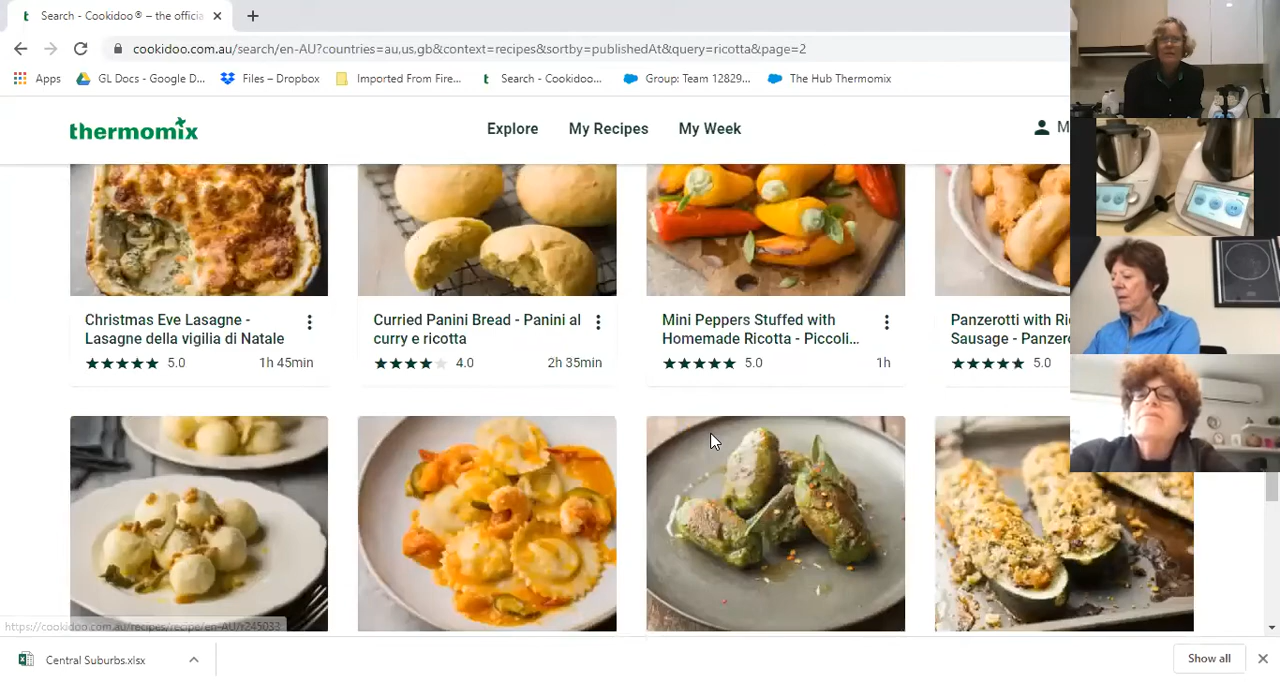 Search - Cookidoo® – the officia
cookidoo.com.au/search/en-AU?countries=au,us,gb&context=recipes&sortby=publishedAt&query=ricotta&page=2
Apps GL Docs - Google D... Files – Dropbox Imported From Fire... Search - Cookidoo... Group: Team 12829... The Hub Thermomix
thermomix Explore My Recipes My Week M
Christmas Eve Lasagne -
Lasagne della vigilia di Natale
5.0 1h 45min
Curried Panini Bread - Panini al
curry e ricotta
4.0 2h 35min
Mini Peppers Stuffed with
Homemade Ricotta - Piccoli...
5.0 1h
Panzerotti with Ri
Sausage - Panzero
5.0
https://cookidoo.com.au/recipes/recipe/en-AU/r245033
Central Suburbs.xlsx
Show all